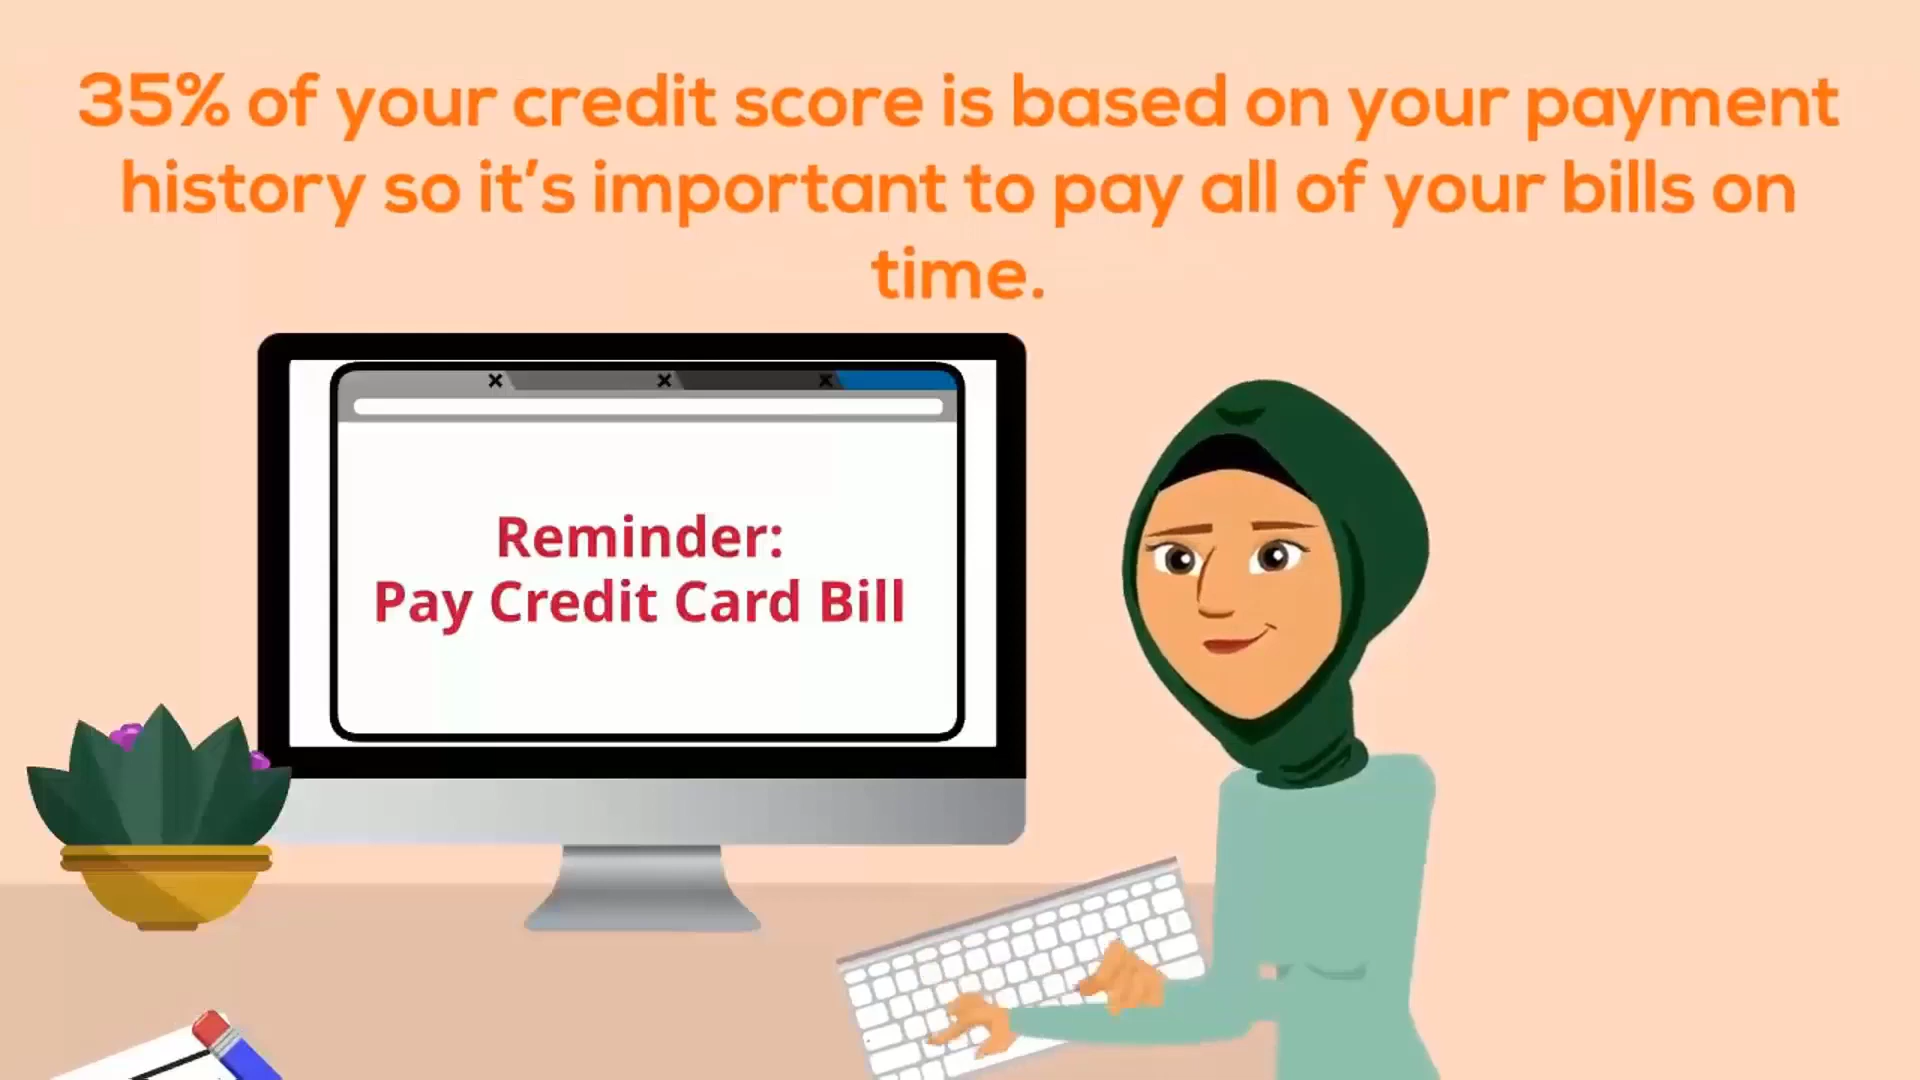 35% of your credit score is based on your payment
history so it’s important to pay all of your bills on
time.
Reminder:
Pay Credit Card Bill